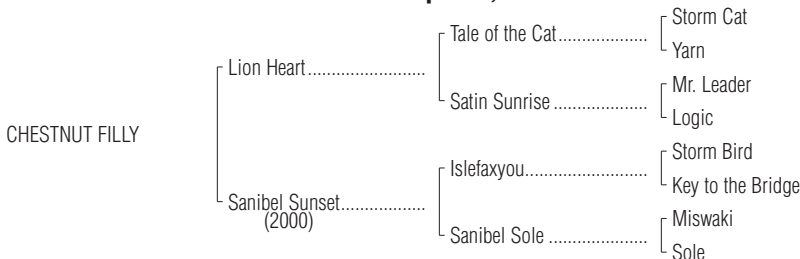 Storm Cat
Tale of the Cat
Yarn
Lion Heart
Mr. Leader
Satin Sunrise
Logic
CHESTNUT FILLY
Storm Bird
Islefaxyou
Key to the Bridge
Sanibel Sunset
(2000)
Miswaki
Sanibel Sole
Sole